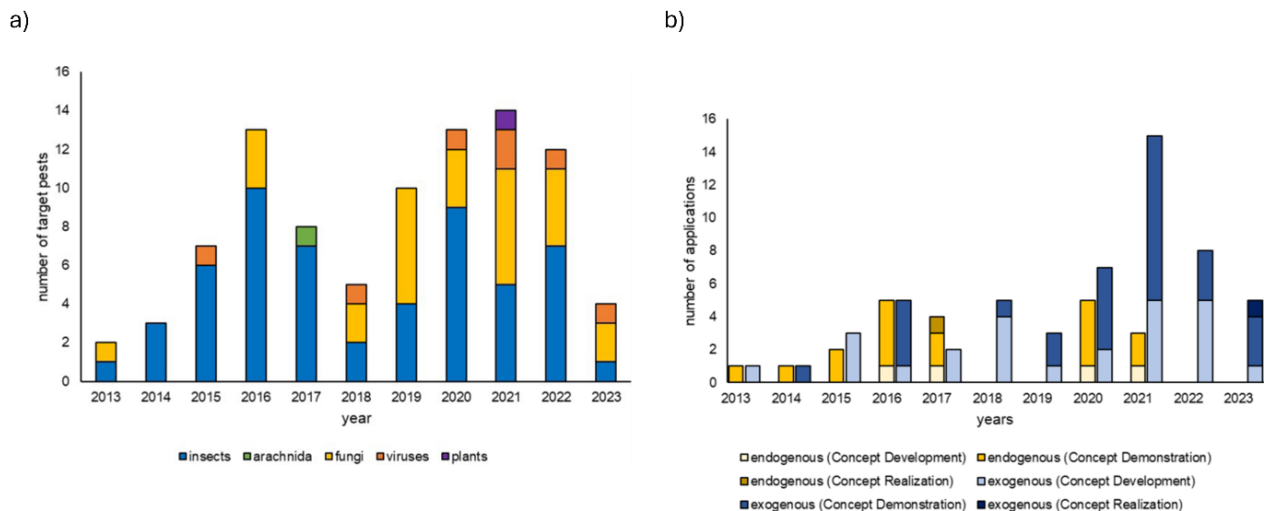 a)
b)
number of target pests
16
14
12
10
8
6
4
2
0
2013 2014 2015 2016 2017 2018 2019 2020 2021 2022 2023
year
insects arachnida fungi viruses plants
number of applications
16
14
12
10
8
6
4
2
0
2013 2014 2015 2016 2017 2018 2019 2020 2021 2022 2023
years
endogenous (Concept Development) endogenous (Concept Demonstration)
endogenous (Concept Realization) exogenous (Concept Development)
exogenous (Concept Demonstration) exogenous (Concept Realization)